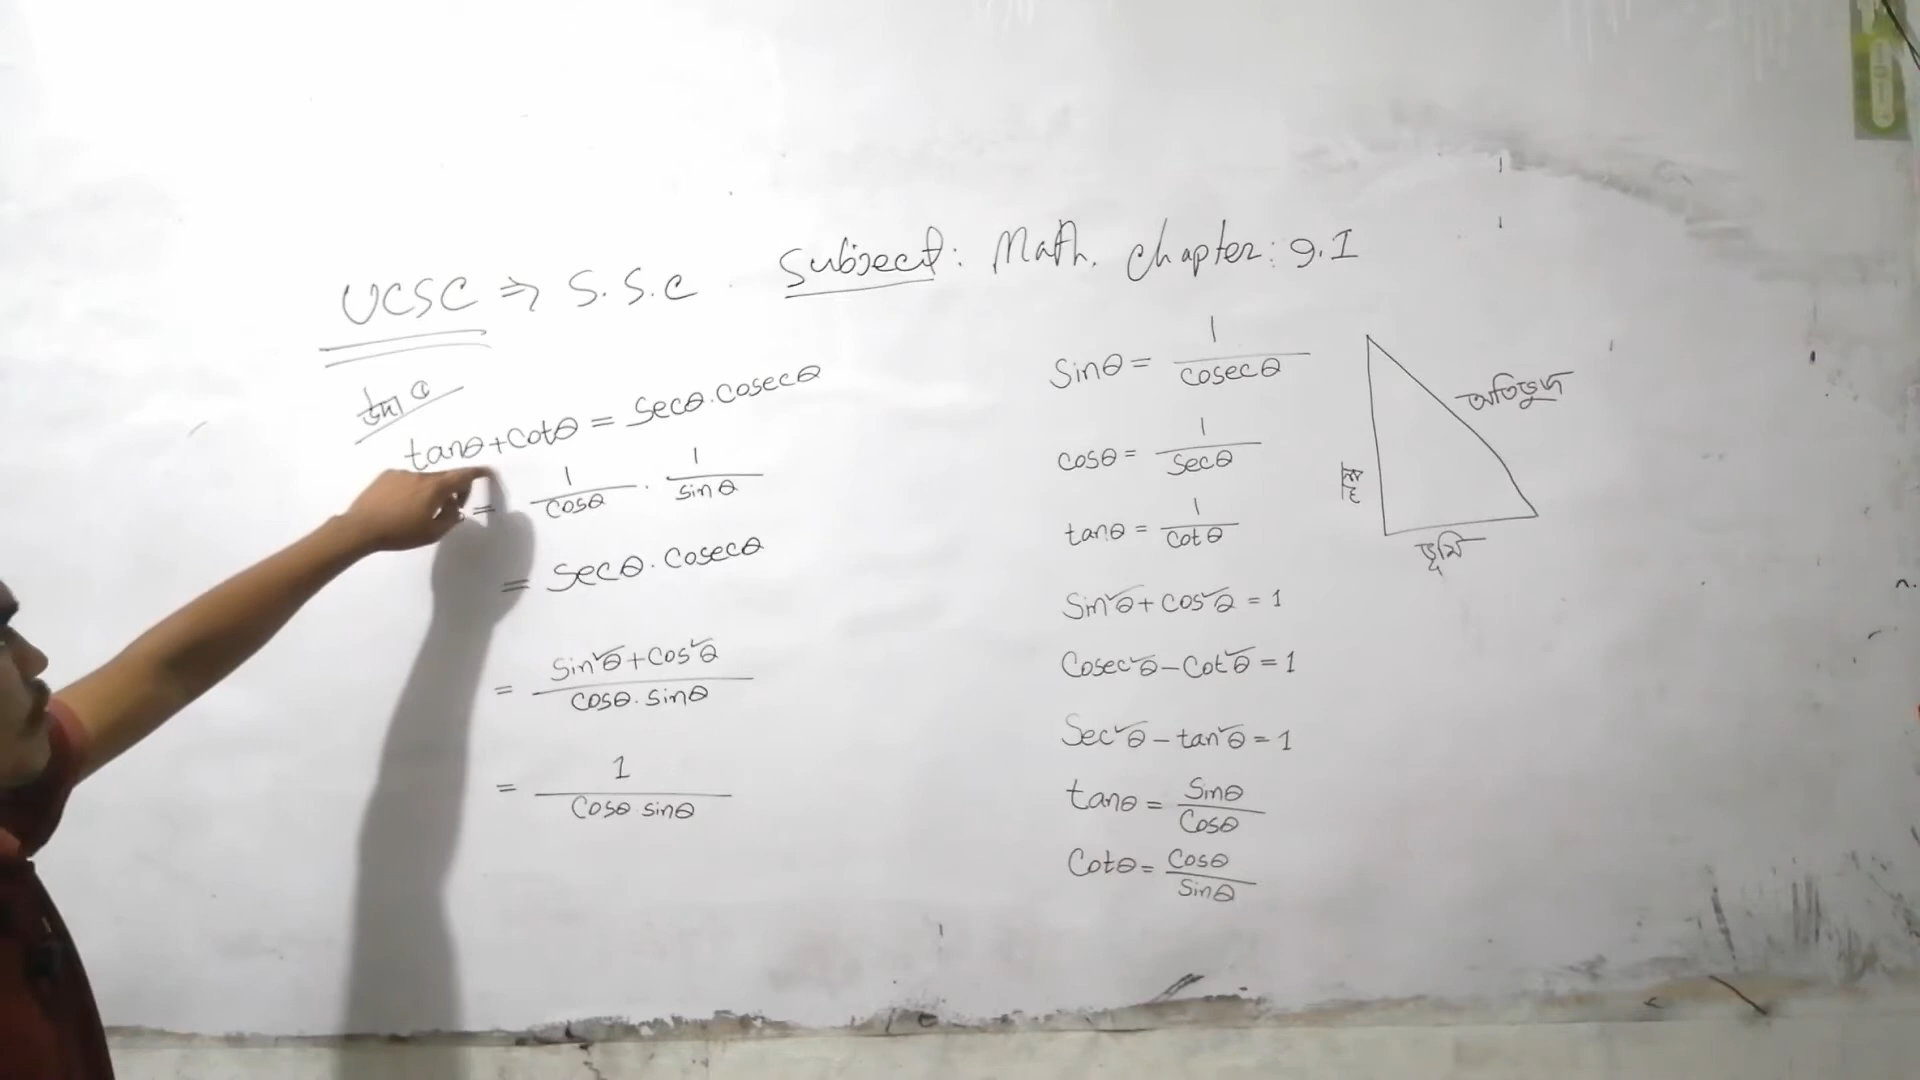 UCSC ⇒ S.S.C. Subject: Math. Chapter: 9.1
উদা ৫
tanθ+cotθ = secθ.cosecθ
= 1/cosθ . 1/sinθ
= secθ.cosecθ
= sin²θ+cos²θ / cosθ.sinθ
= 1 / cosθ sinθ
sinθ = 1/cosecθ
cosθ = 1/secθ
tanθ = 1/cotθ
sin²θ+cos²θ = 1
cosec²θ–cot²θ = 1
sec²θ–tan²θ = 1
tanθ = sinθ/cosθ
cotθ = cosθ/sinθ
অতিভুজ
লম্ব
ভূমি